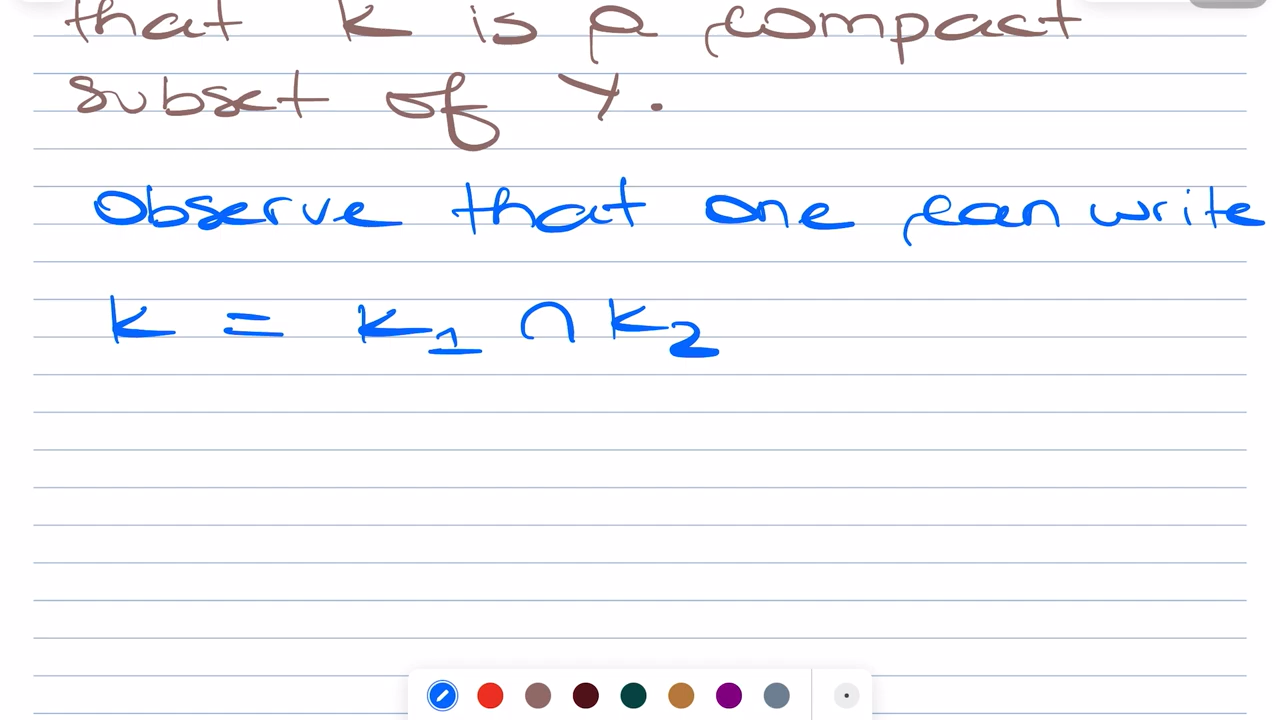 that k is a compact
subset of Y.
Observe that one can write
k = k₁ ∩ k₂